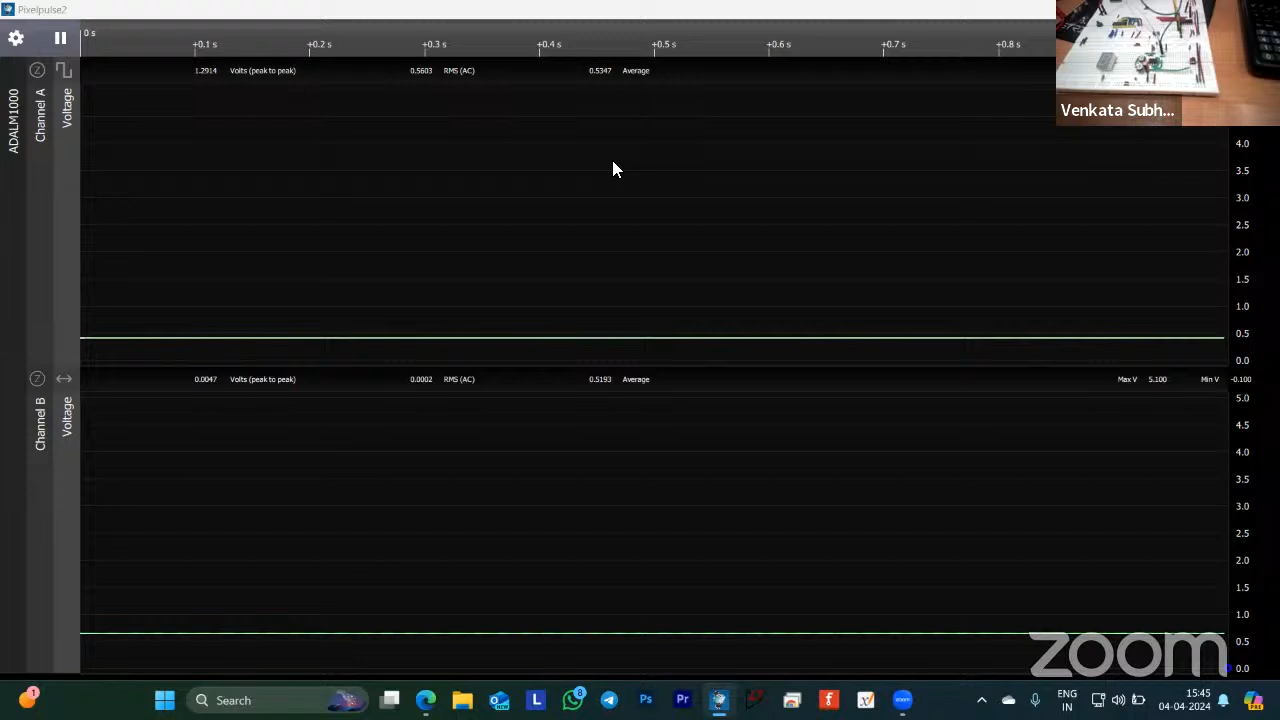 Pixelpulse2
0 s
+0.1 s +0.2 s +0.3 s +0.4 s +0.5 s +0.6 s +0.7 s +0.8 s
1.2914 Volts (peak to peak) 0.5603 RMS (AC) 0.5347 Average
Venkata Subh...
ADALM1000
Channel A
Voltage
4.0
3.5
3.0
2.5
2.0
1.5
1.0
0.5
0.0
0.0047 Volts (peak to peak) 0.0002 RMS (AC) 0.5193 Average Max V 5.100 Min V -0.100
Channel B
Voltage
5.0
4.5
4.0
3.5
3.0
2.5
2.0
1.5
1.0
0.5
0.0
zoom
1
Search
L
8
Ps
Pr
zoom
ENG
IN
15:45
04-04-2024